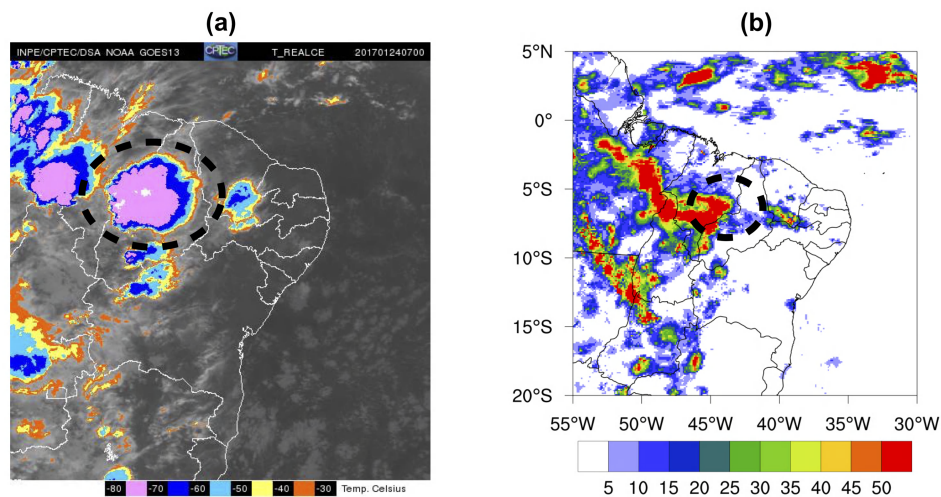 (a)
INPE/CPTEC/DSA NOAA GOES13 CPTEC T_REALCE 201701240700
-80 -70 -60 -50 -40 -30 Temp. Celsius
(b)
5°N
0°
5°S
10°S
15°S
20°S
55°W 50°W 45°W 40°W 35°W 30°W
5 10 15 20 25 30 35 40 45 50